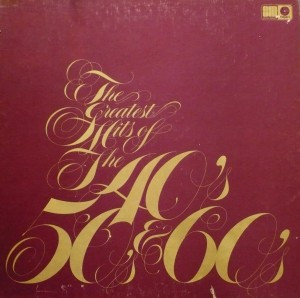 The
Greatest
Hits of
The
40's
50's & 60's